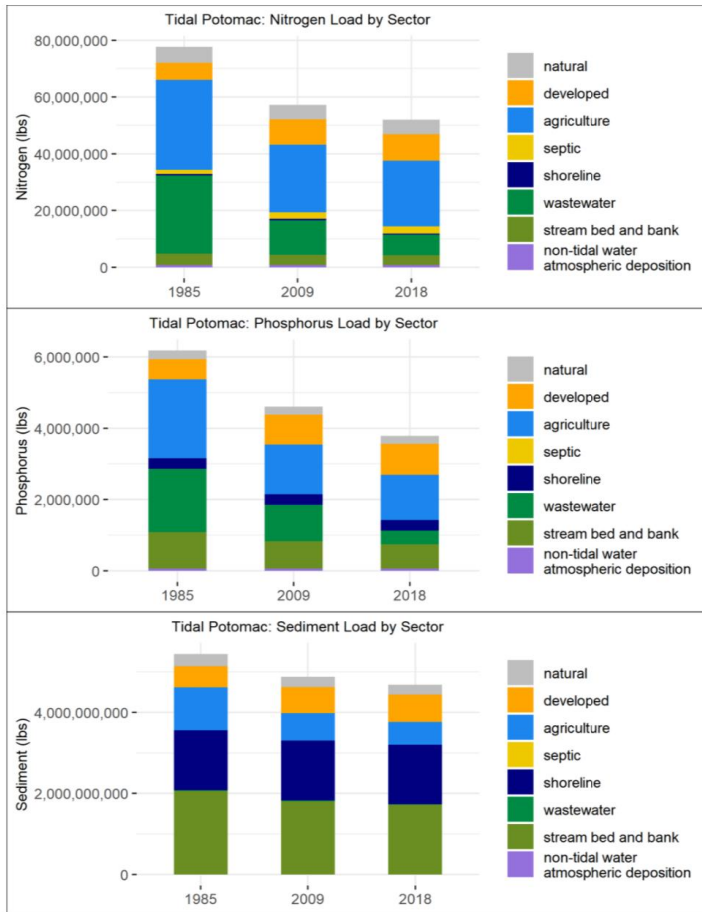 Tidal Potomac: Nitrogen Load by Sector
Nitrogen (lbs)
80,000,000
60,000,000
40,000,000
20,000,000
0
1985 2009 2018
natural
developed
agriculture
septic
shoreline
wastewater
stream bed and bank
non-tidal water
atmospheric deposition
Tidal Potomac: Phosphorus Load by Sector
Phosphorus (lbs)
6,000,000
4,000,000
2,000,000
0
1985 2009 2018
natural
developed
agriculture
septic
shoreline
wastewater
stream bed and bank
non-tidal water
atmospheric deposition
Tidal Potomac: Sediment Load by Sector
Sediment (lbs)
4,000,000,000
2,000,000,000
0
1985 2009 2018
natural
developed
agriculture
septic
shoreline
wastewater
stream bed and bank
non-tidal water
atmospheric deposition